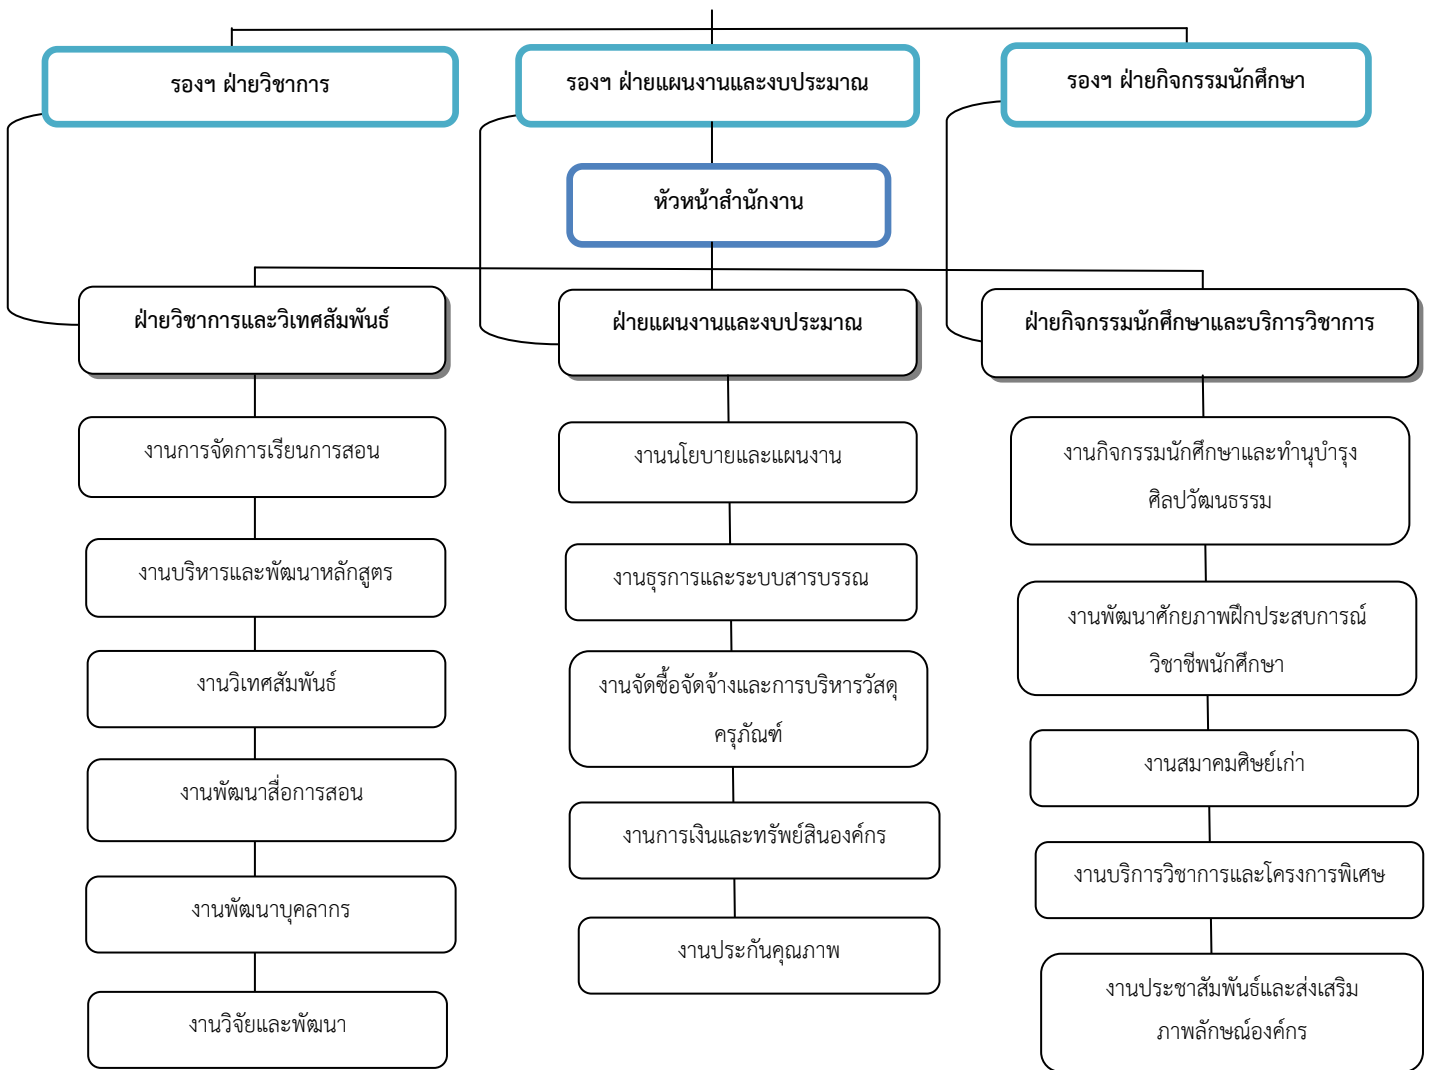 รองฯ ฝ่ายวิชาการ
รองฯ ฝ่ายแผนงานและงบประมาณ
รองฯ ฝ่ายกิจกรรมนักศึกษา
หัวหน้าสำนักงาน
ฝ่ายวิชาการและวิเทศสัมพันธ์
ฝ่ายแผนงานและงบประมาณ
ฝ่ายกิจกรรมนักศึกษาและบริการวิชาการ
งานการจัดการเรียนการสอน
งานบริหารและพัฒนาหลักสูตร
งานวิเทศสัมพันธ์
งานพัฒนาสื่อการสอน
งานพัฒนาบุคลากร
งานวิจัยและพัฒนา
งานนโยบายและแผนงาน
งานธุรการและระบบสารบรรณ
งานจัดซื้อจัดจ้างและการบริหารวัสดุ
ครุภัณฑ์
งานการเงินและทรัพย์สินองค์กร
งานประกันคุณภาพ
งานกิจกรรมนักศึกษาและทำนุบำรุง
ศิลปวัฒนธรรม
งานพัฒนาศักยภาพฝึกประสบการณ์
วิชาชีพนักศึกษา
งานสมาคมศิษย์เก่า
งานบริการวิชาการและโครงการพิเศษ
งานประชาสัมพันธ์และส่งเสริม
ภาพลักษณ์องค์กร